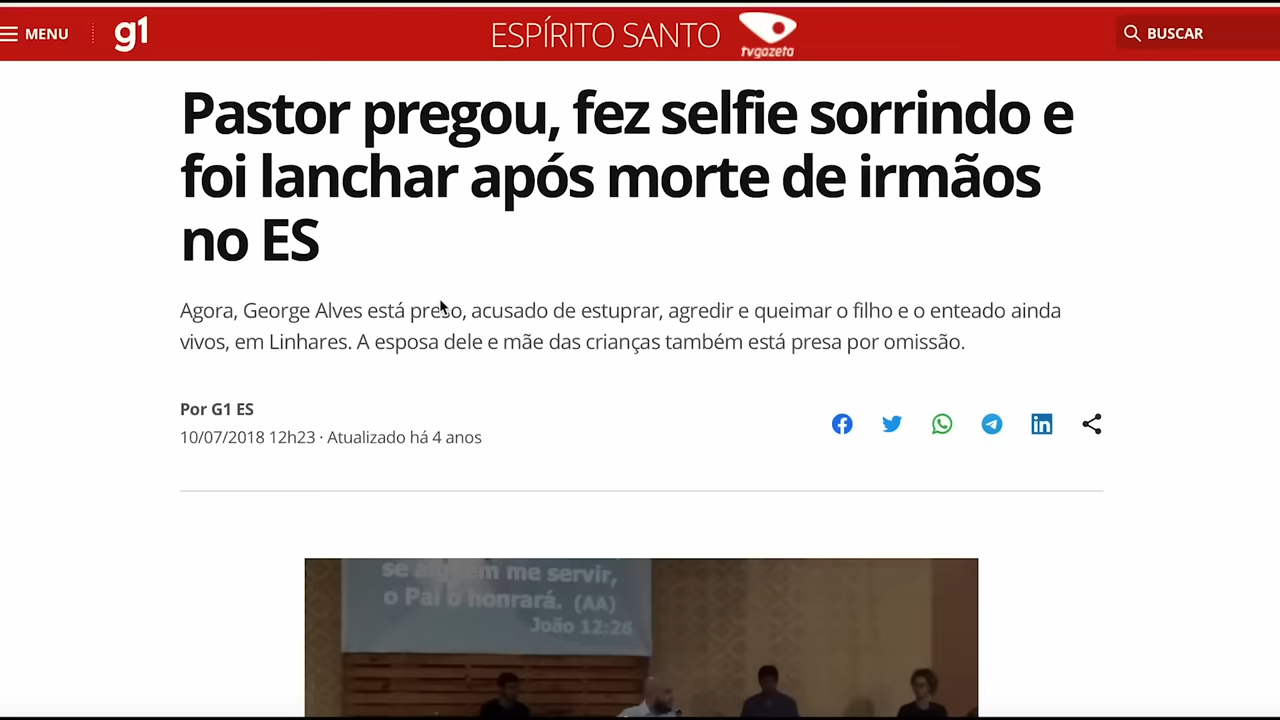 MENU
g1
ESPÍRITO SANTO
tvgazeta
BUSCAR
Pastor pregou, fez selfie sorrindo e
foi lanchar após morte de irmãos
no ES
Agora, George Alves está preso, acusado de estuprar, agredir e queimar o filho e o enteado ainda
vivos, em Linhares. A esposa dele e mãe das crianças também está presa por omissão.
Por G1 ES
10/07/2018 12h23 · Atualizado há 4 anos
se me servir,
o Pai o honrará. (AA)
João 12:26